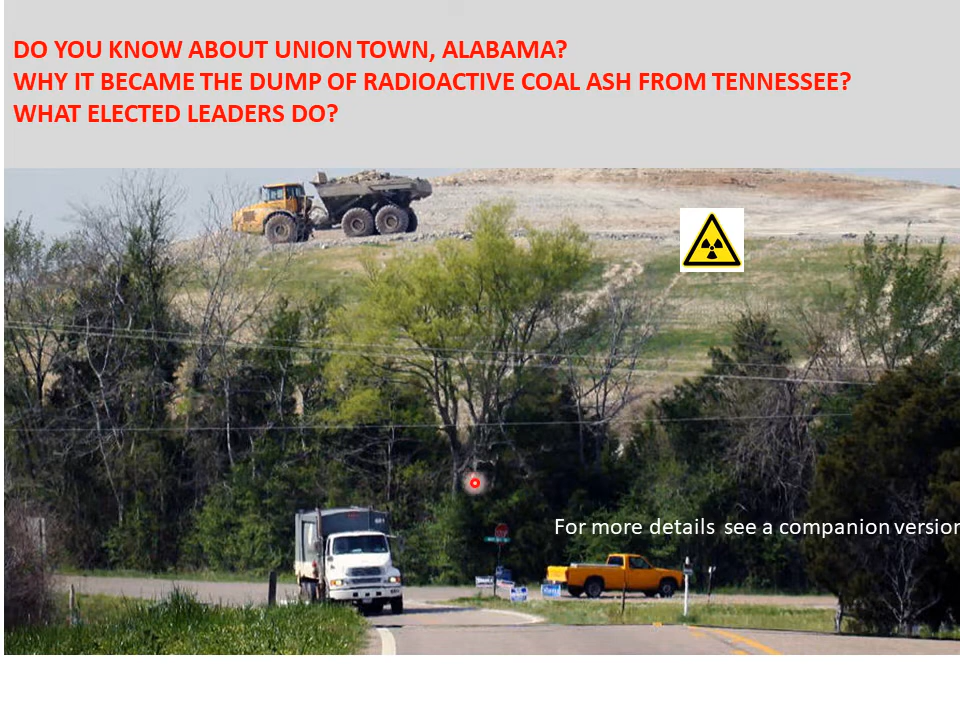 DO YOU KNOW ABOUT UNION TOWN, ALABAMA?
WHY IT BECAME THE DUMP OF RADIOACTIVE COAL ASH FROM TENNESSEE?
WHAT ELECTED LEADERS DO?
For more details  see a companion version